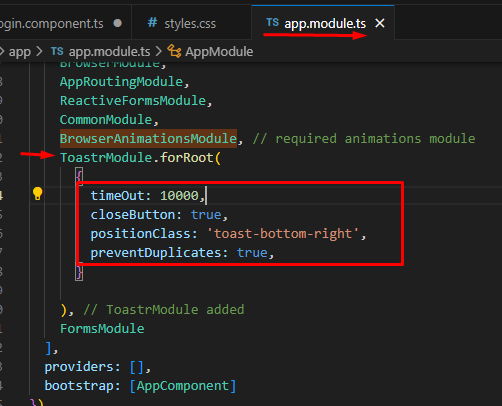 ogin.component.ts
# styles.css
TS app.module.ts ×
> app > TS app.module.ts > AppModule
BrowserModule,
AppRoutingModule,
ReactiveFormsModule,
CommonModule,
BrowserAnimationsModule, // required animations module
ToastrModule.forRoot(
{
timeOut: 10000,
closeButton: true,
positionClass: 'toast-bottom-right',
preventDuplicates: true,
}
), // ToastrModule added
FormsModule
],
providers: [],
bootstrap: [AppComponent]
})